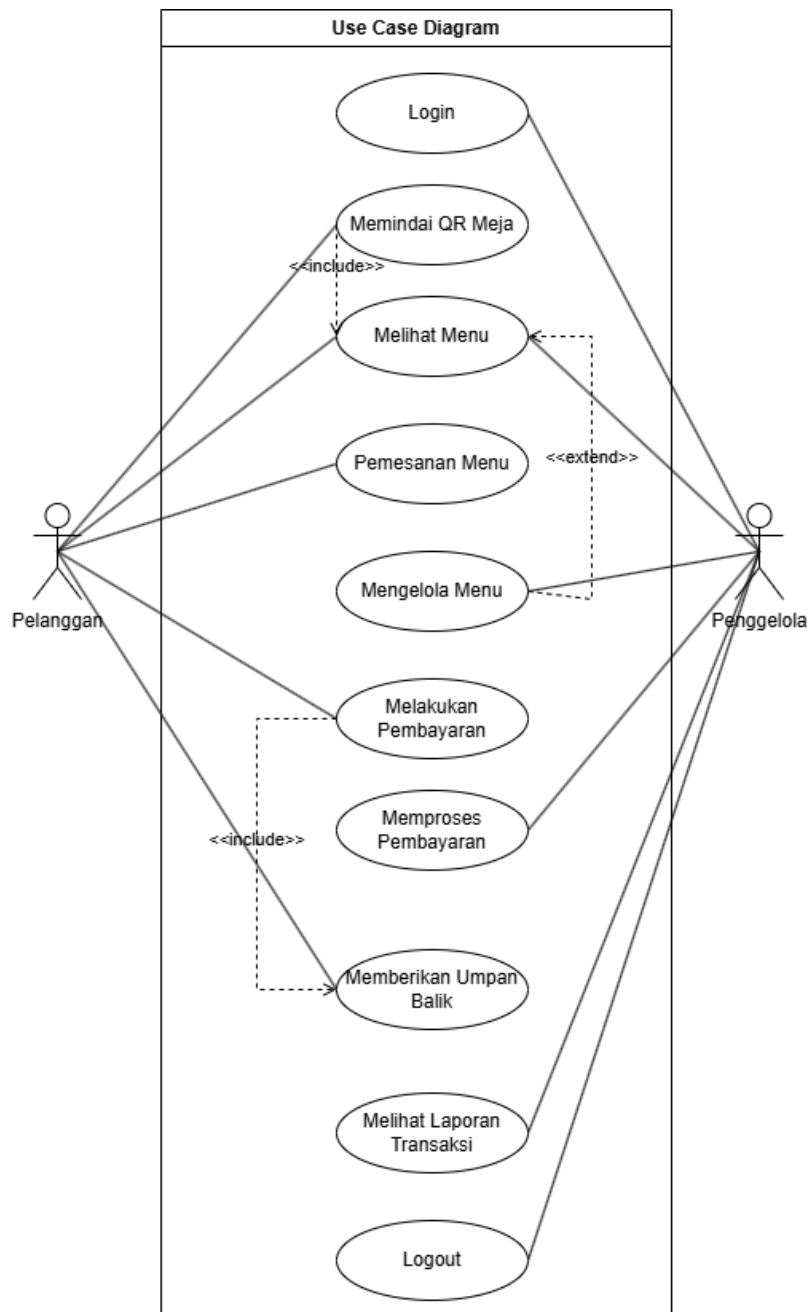 Use Case Diagram
Login
Memindai QR Meja
<<include>>
Melihat Menu
Pemesanan Menu
<<extend>>
Mengelola Menu
Pelanggan
Penggelola
Melakukan
Pembayaran
Memproses
Pembayaran
<<include>>
Memberikan Umpan
Balik
Melihat Laporan
Transaksi
Logout